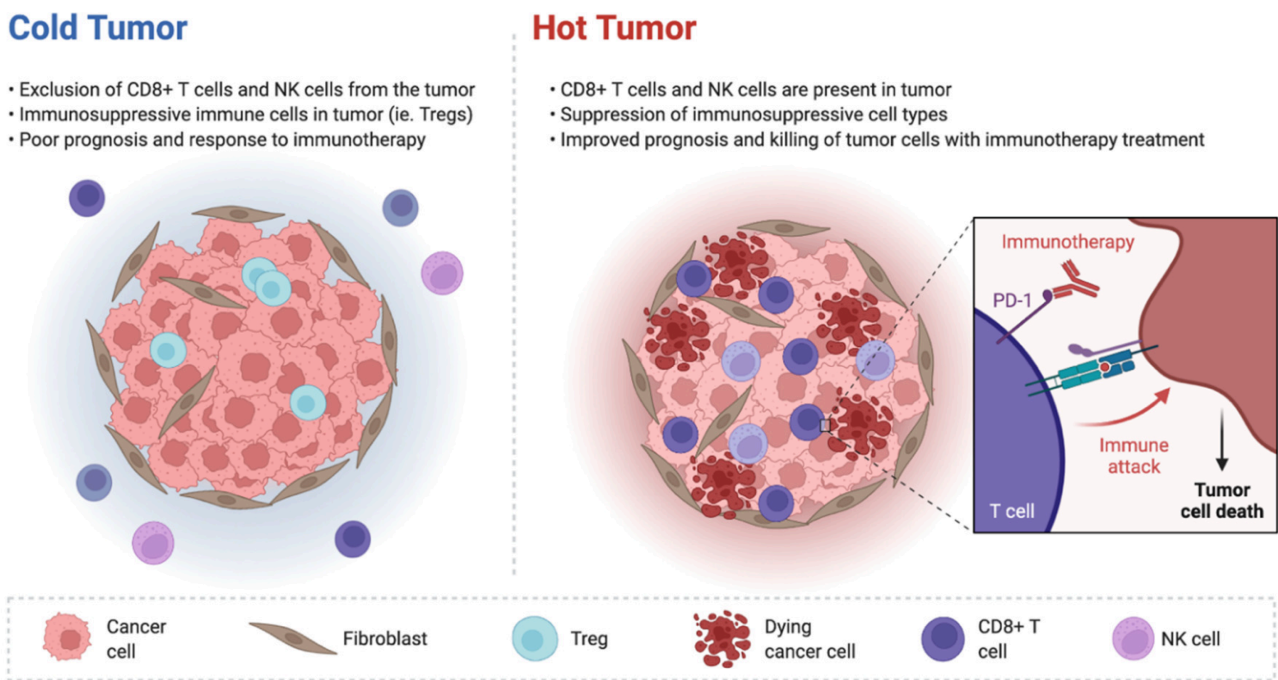 Cold Tumor
• Exclusion of CD8+ T cells and NK cells from the tumor
• Immunosuppressive immune cells in tumor (ie. Tregs)
• Poor prognosis and response to immunotherapy
Hot Tumor
• CD8+ T cells and NK cells are present in tumor
• Suppression of immunosuppressive cell types
• Improved prognosis and killing of tumor cells with immunotherapy treatment
Immunotherapy
PD-1
Immune
attack
T cell
Tumor
cell death
Cancer
cell
Fibroblast
Treg
Dying
cancer cell
CD8+ T
cell
NK cell